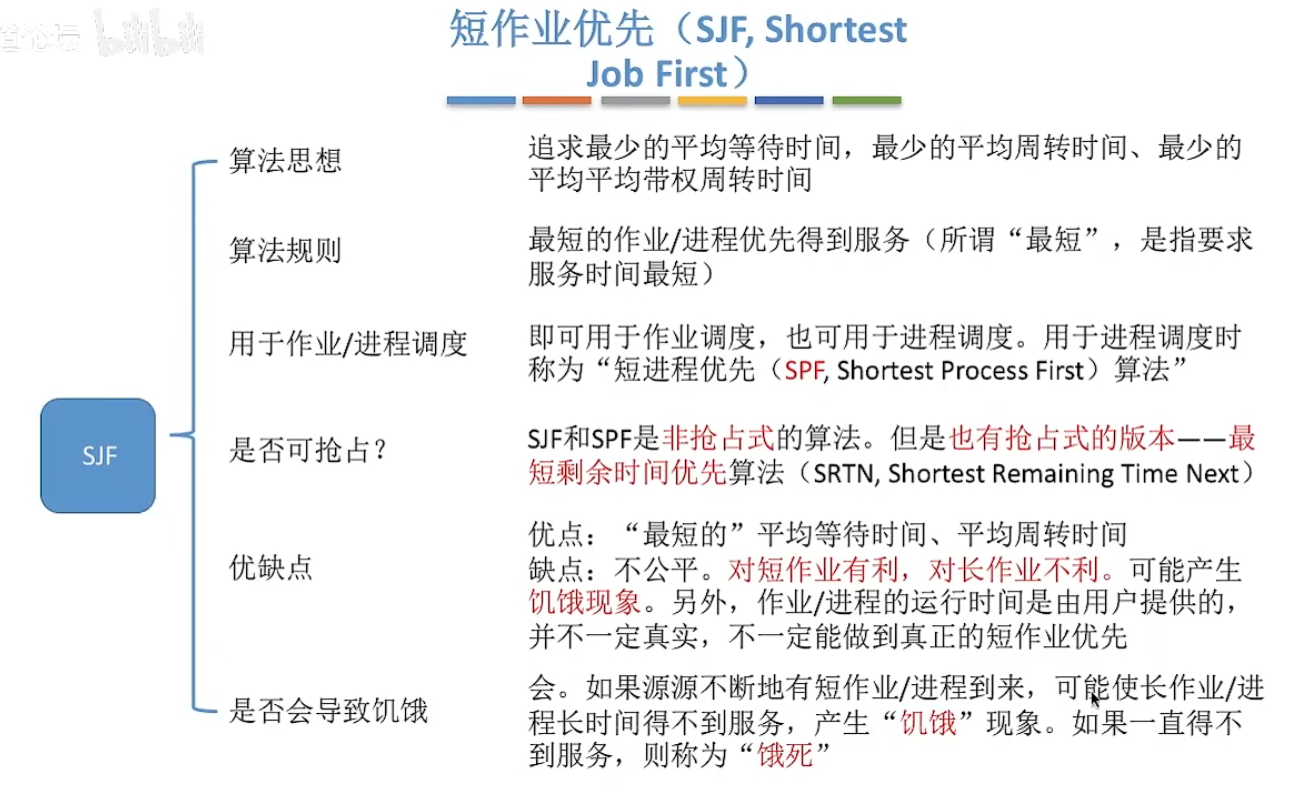 短作业优先（SJF, Shortest
Job First）
算法思想
追求最少的平均等待时间，最少的平均周转时间、最少的
平均平均带权周转时间
算法规则
最短的作业/进程优先得到服务（所谓“最短”，是指要求
服务时间最短）
用于作业/进程调度
即可用于作业调度，也可用于进程调度。用于进程调度时
称为“短进程优先（SPF, Shortest Process First）算法”
SJF
是否可抢占？
SJF和SPF是非抢占式的算法。但是也有抢占式的版本——最
短剩余时间优先算法（SRTN, Shortest Remaining Time Next）
优缺点
优点：“最短的”平均等待时间、平均周转时间
缺点：不公平。对短作业有利，对长作业不利。可能产生
饥饿现象。另外，作业/进程的运行时间是由用户提供的，
并不一定真实，不一定能做到真正的短作业优先
是否会导致饥饿
会。如果源源不断地有短作业/进程到来，可能使长作业/进
程长时间得不到服务，产生“饥饿”现象。如果一直得不
到服务，则称为“饿死”